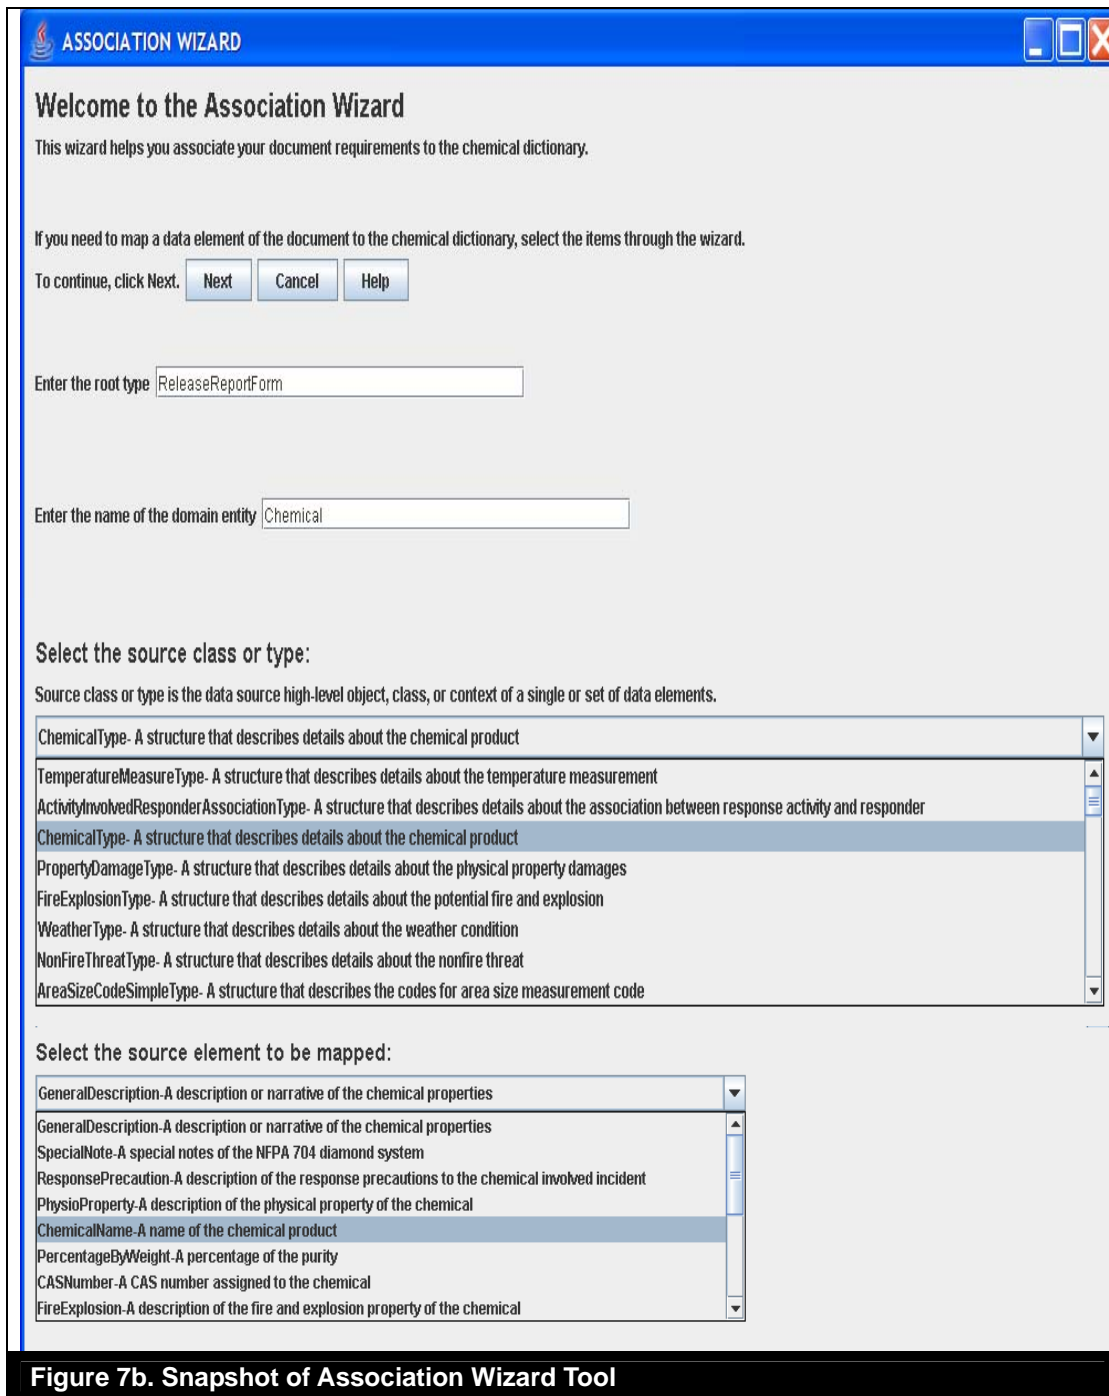 ASSOCIATION WIZARD
Welcome to the Association Wizard
This wizard helps you associate your document requirements to the chemical dictionary.
If you need to map a data element of the document to the chemical dictionary, select the items through the wizard.
To continue, click Next. Next Cancel Help
Enter the root type ReleaseReportForm
Enter the name of the domain entity Chemical
Select the source class or type:
Source class or type is the data source high-level object, class, or context of a single or set of data elements.
ChemicalType- A structure that describes details about the chemical product
TemperatureMeasureType- A structure that describes details about the temperature measurement
ActivityInvolvedResponderAssociationType- A structure that describes details about the association between response activity and responder
ChemicalType- A structure that describes details about the chemical product
PropertyDamageType- A structure that describes details about the physical property damages
FireExplosionType- A structure that describes details about the potential fire and explosion
WeatherType- A structure that describes details about the weather condition
NonFireThreatType- A structure that describes details about the nonfire threat
AreaSizeCodeSimpleType- A structure that describes the codes for area size measurement code
Select the source element to be mapped:
GeneralDescription-A description or narrative of the chemical properties
GeneralDescription-A description or narrative of the chemical properties
SpecialNote-A special notes of the NFPA 704 diamond system
ResponsePrecaution-A description of the response precautions to the chemical involved incident
PhysioProperty-A description of the physical property of the chemical
ChemicalName-A name of the chemical product
PercentageByWeight-A percentage of the purity
CASNumber-A CAS number assigned to the chemical
FireExplosion-A description of the fire and explosion property of the chemical
Figure 7b. Snapshot of Association Wizard Tool